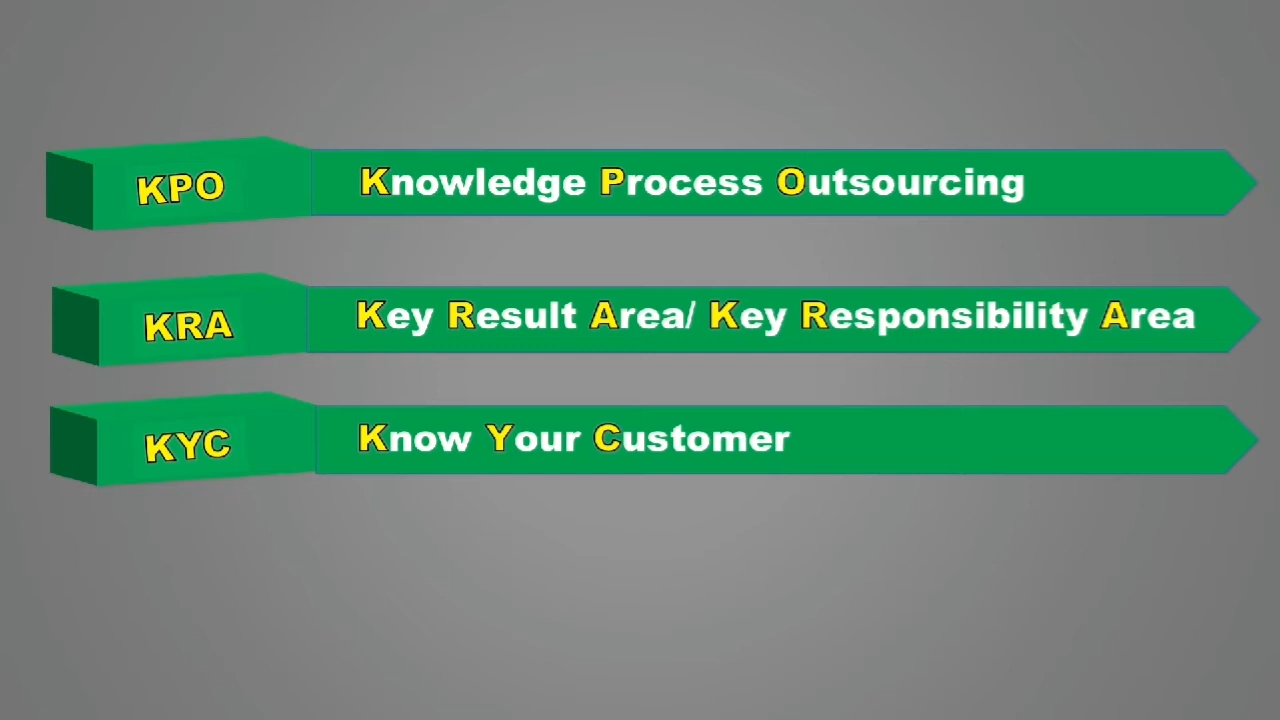 KPO Knowledge Process Outsourcing
KRA Key Result Area/ Key Responsibility Area
KYC Know Your Customer